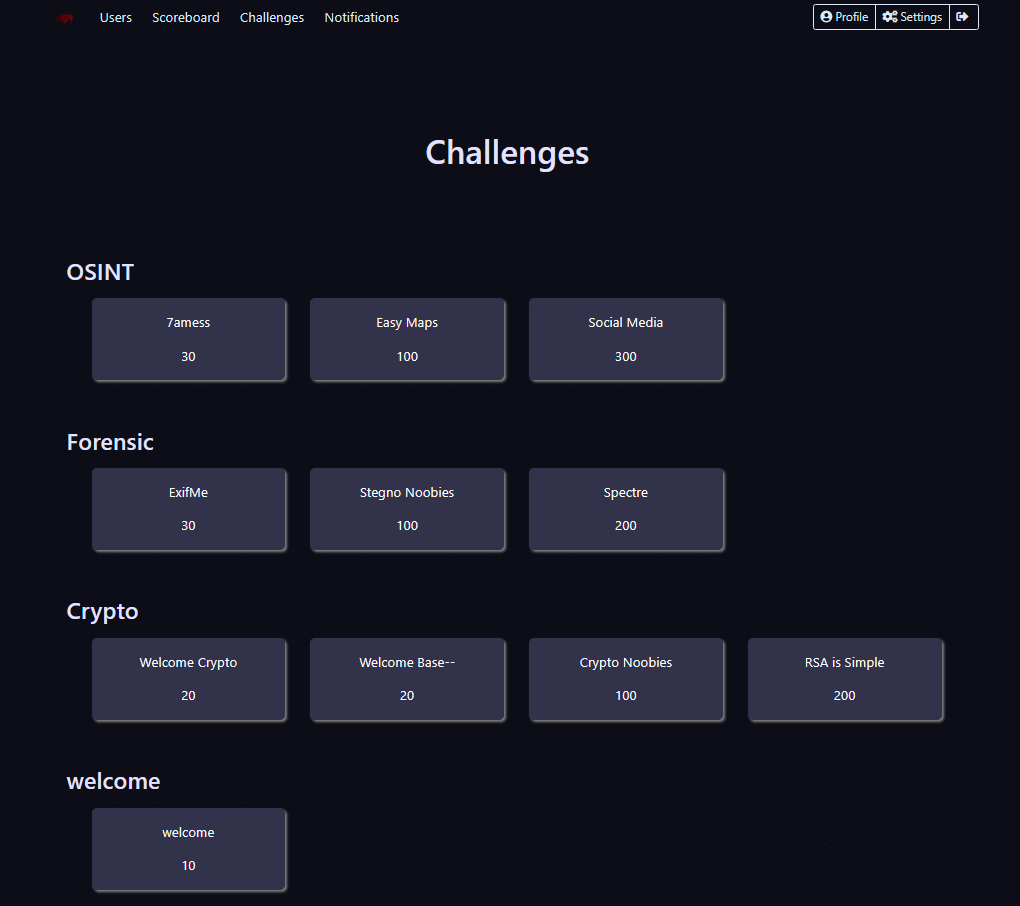 Users Scoreboard Challenges Notifications Profile Settings
Challenges
OSINT
7amess Easy Maps Social Media
30 100 300
Forensic
ExifMe Stegno Noobies Spectre
30 100 200
Crypto
Welcome Crypto Welcome Base-- Crypto Noobies RSA is Simple
20 20 100 200
welcome
welcome
10